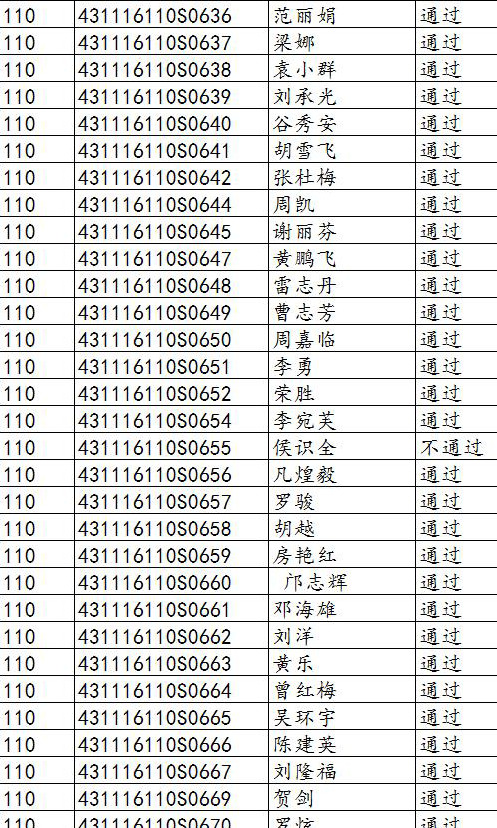 110 431116110S0636 范丽娟 通过
110 431116110S0637 梁娜 通过
110 431116110S0638 袁小群 通过
110 431116110S0639 刘承光 通过
110 431116110S0640 谷秀安 通过
110 431116110S0641 胡雪飞 通过
110 431116110S0642 张杜梅 通过
110 431116110S0644 周凯 通过
110 431116110S0645 谢丽芬 通过
110 431116110S0647 黄鹏飞 通过
110 431116110S0648 雷志丹 通过
110 431116110S0649 曹志芳 通过
110 431116110S0650 周嘉临 通过
110 431116110S0651 李勇 通过
110 431116110S0652 荣胜 通过
110 431116110S0654 李宛芙 通过
110 431116110S0655 侯识全 不通过
110 431116110S0656 凡煌毅 通过
110 431116110S0657 罗骏 通过
110 431116110S0658 胡越 通过
110 431116110S0659 房艳红 通过
110 431116110S0660 邝志辉 通过
110 431116110S0661 邓海雄 通过
110 431116110S0662 刘洋 通过
110 431116110S0663 黄乐 通过
110 431116110S0664 曾红梅 通过
110 431116110S0665 吴环宇 通过
110 431116110S0666 陈建英 通过
110 431116110S0667 刘隆福 通过
110 431116110S0669 贺剑 通过
110 431116110S0670 罗炫 通过